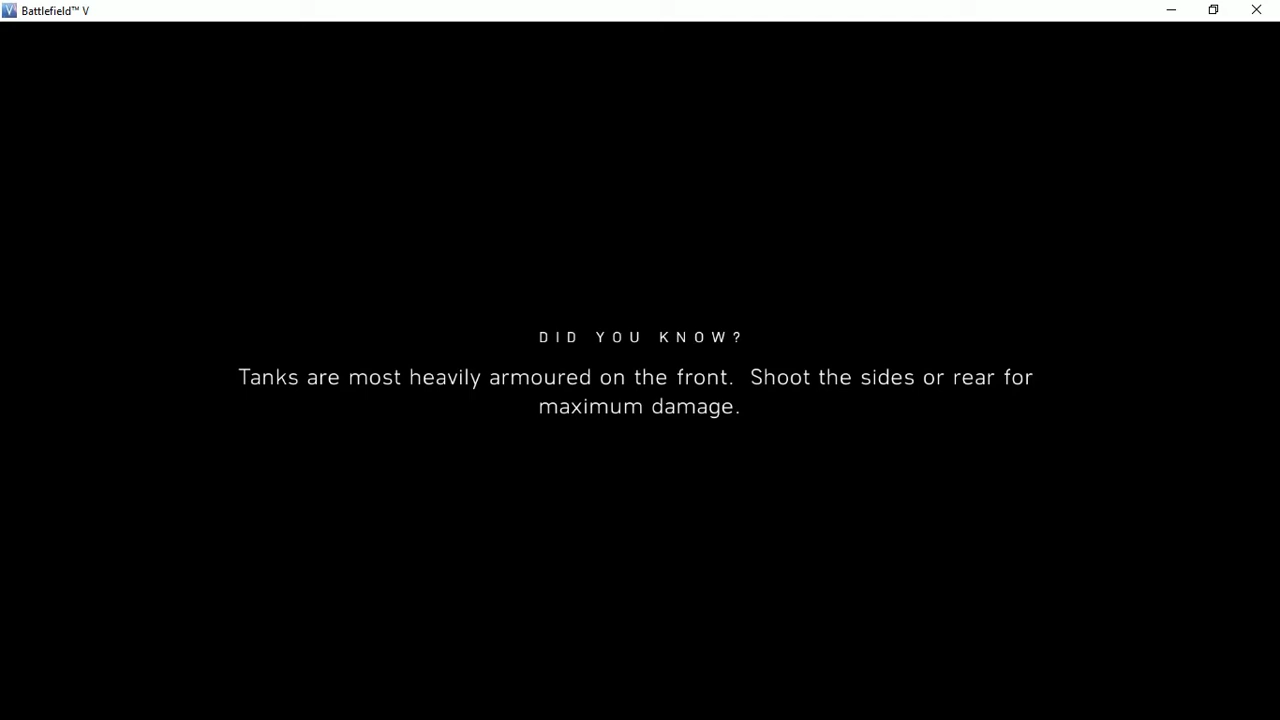 Battlefield™ V
DID YOU KNOW?
Tanks are most heavily armoured on the front.  Shoot the sides or rear for
maximum damage.